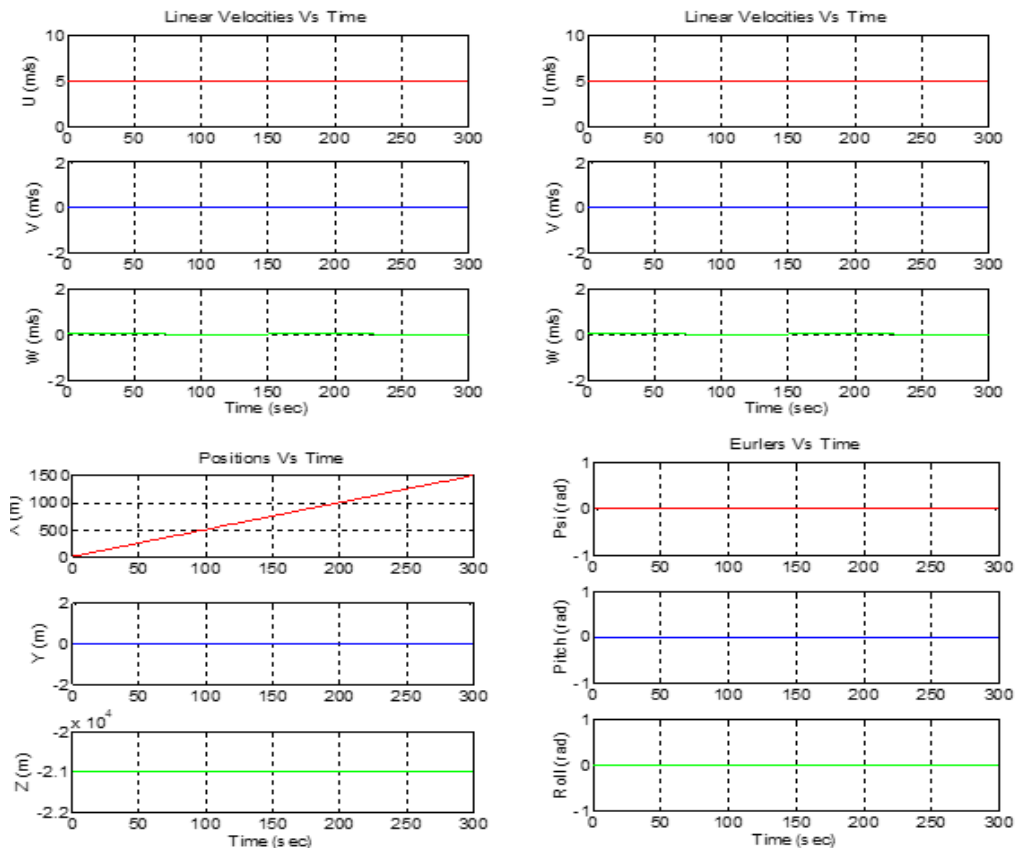 Linear Velocities Vs Time
10
5
0
U (m/s)
0 50 100 150 200 250 300
2
0
-2
V (m/s)
0 50 100 150 200 250 300
2
0
-2
W (m/s)
0 50 100 150 200 250 300
Time (sec)
Linear Velocities Vs Time
10
5
0
U (m/s)
0 50 100 150 200 250 300
2
0
-2
V (m/s)
0 50 100 150 200 250 300
2
0
-2
W (m/s)
0 50 100 150 200 250 300
Time (sec)
Positions Vs Time
1500
1000
500
0
(m)
0 50 100 150 200 250 300
2
0
-2
Y (m)
0 50 100 150 200 250 300
x 10⁴
-2
-2.1
-2.2
Z (m)
0 50 100 150 200 250 300
Time (sec)
Eurlers Vs Time
1
0
-1
Psi (rad)
0 50 100 150 200 250 300
1
0
-1
Pitch (rad)
0 50 100 150 200 250 300
1
0
-1
Roll (rad)
0 50 100 150 200 250 300
Time (sec)